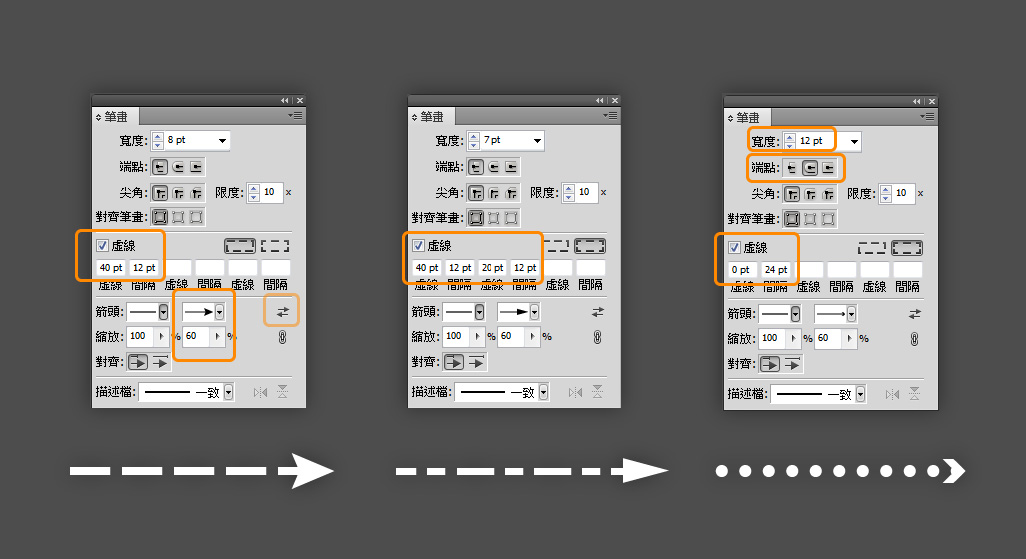 筆畫
寬度: 8 pt
端點:
尖角: 限度: 10 x
對齊筆畫:
虛線
40 pt 12 pt
虛線 間隔 虛線 間隔 虛線 間隔
箭頭:
縮放: 100 % 60 %
對齊:
描述檔: 一致
筆畫
寬度: 7 pt
端點:
尖角: 限度: 10 x
對齊筆畫:
虛線
40 pt 12 pt 20 pt 12 pt
虛線 間隔 虛線 間隔 虛線 間隔
箭頭:
縮放: 100 % 60 %
對齊:
描述檔: 一致
筆畫
寬度: 12 pt
端點:
尖角: 限度: 10 x
對齊筆畫:
虛線
0 pt 24 pt
虛線 間隔 虛線 間隔 虛線 間隔
箭頭:
縮放: 100 % 60 %
對齊:
描述檔: 一致